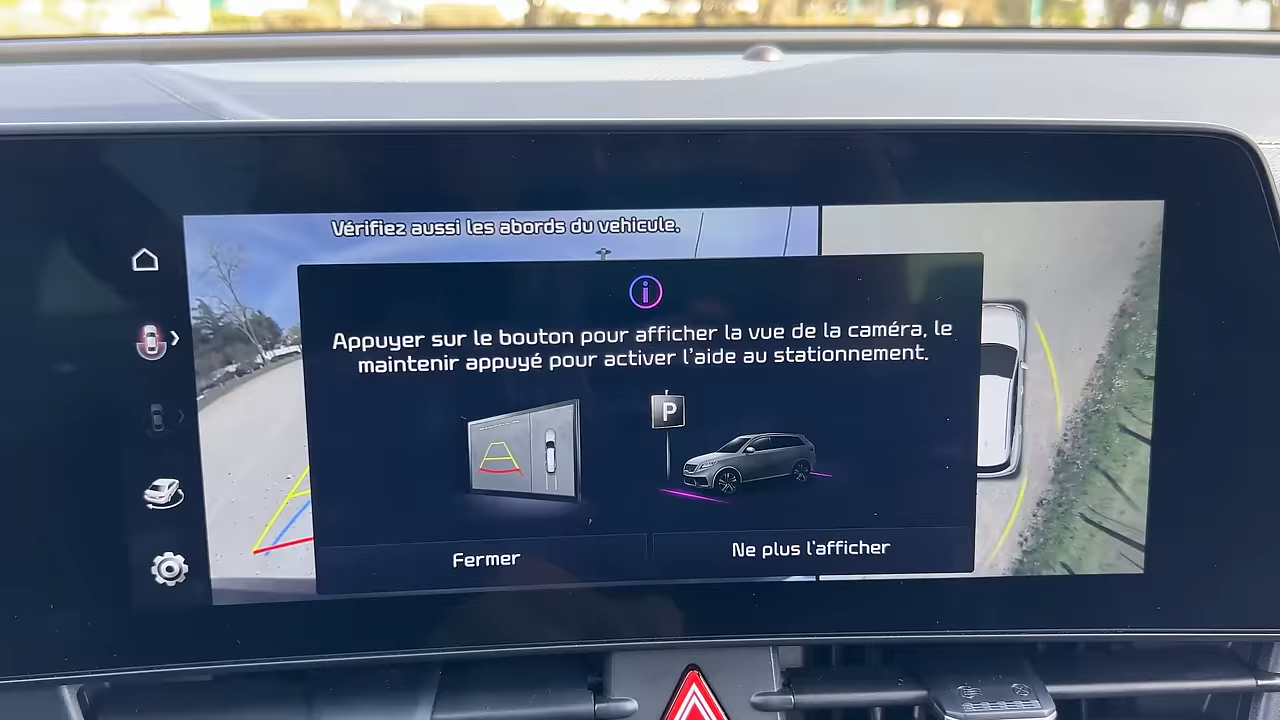 Vérifiez aussi les abords du vehicule.
Appuyer sur le bouton pour afficher la vue de la caméra, le
maintenir appuyé pour activer l'aide au stationnement.
P
Fermer
Ne plus l'afficher